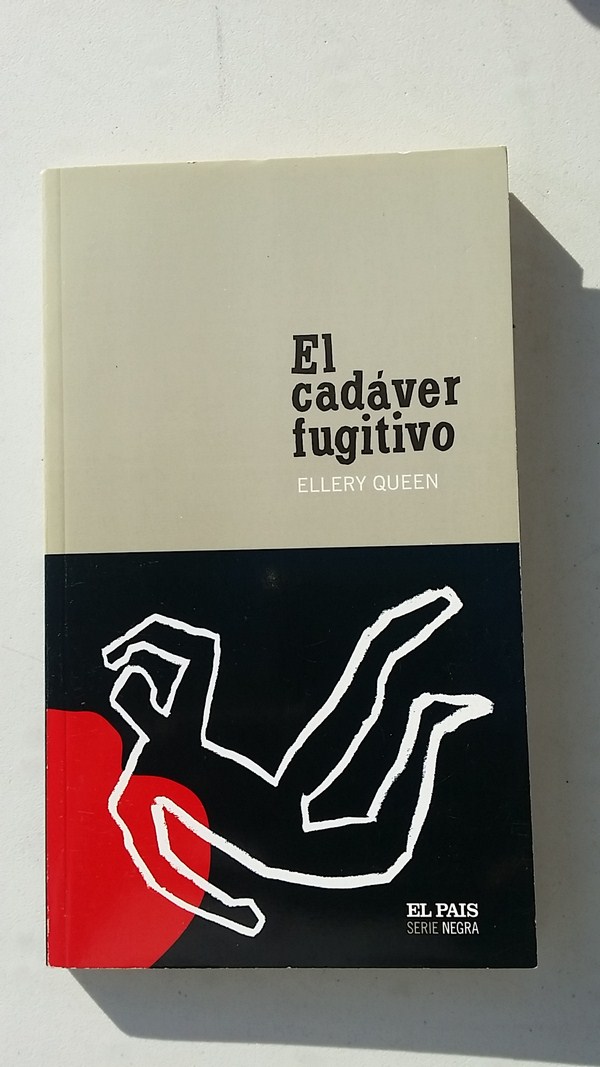 El
cadáver
fugitivo
ELLERY QUEEN
EL PAIS
SERIE NEGRA